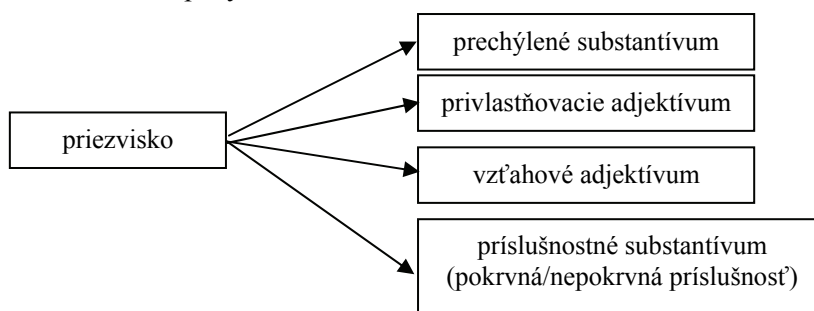 prechýlené substantívum
privlastňovacie adjektívum
priezvisko
vzťahové adjektívum
príslušnostné substantívum
(pokrvná/nepokrvná príslušnosť)